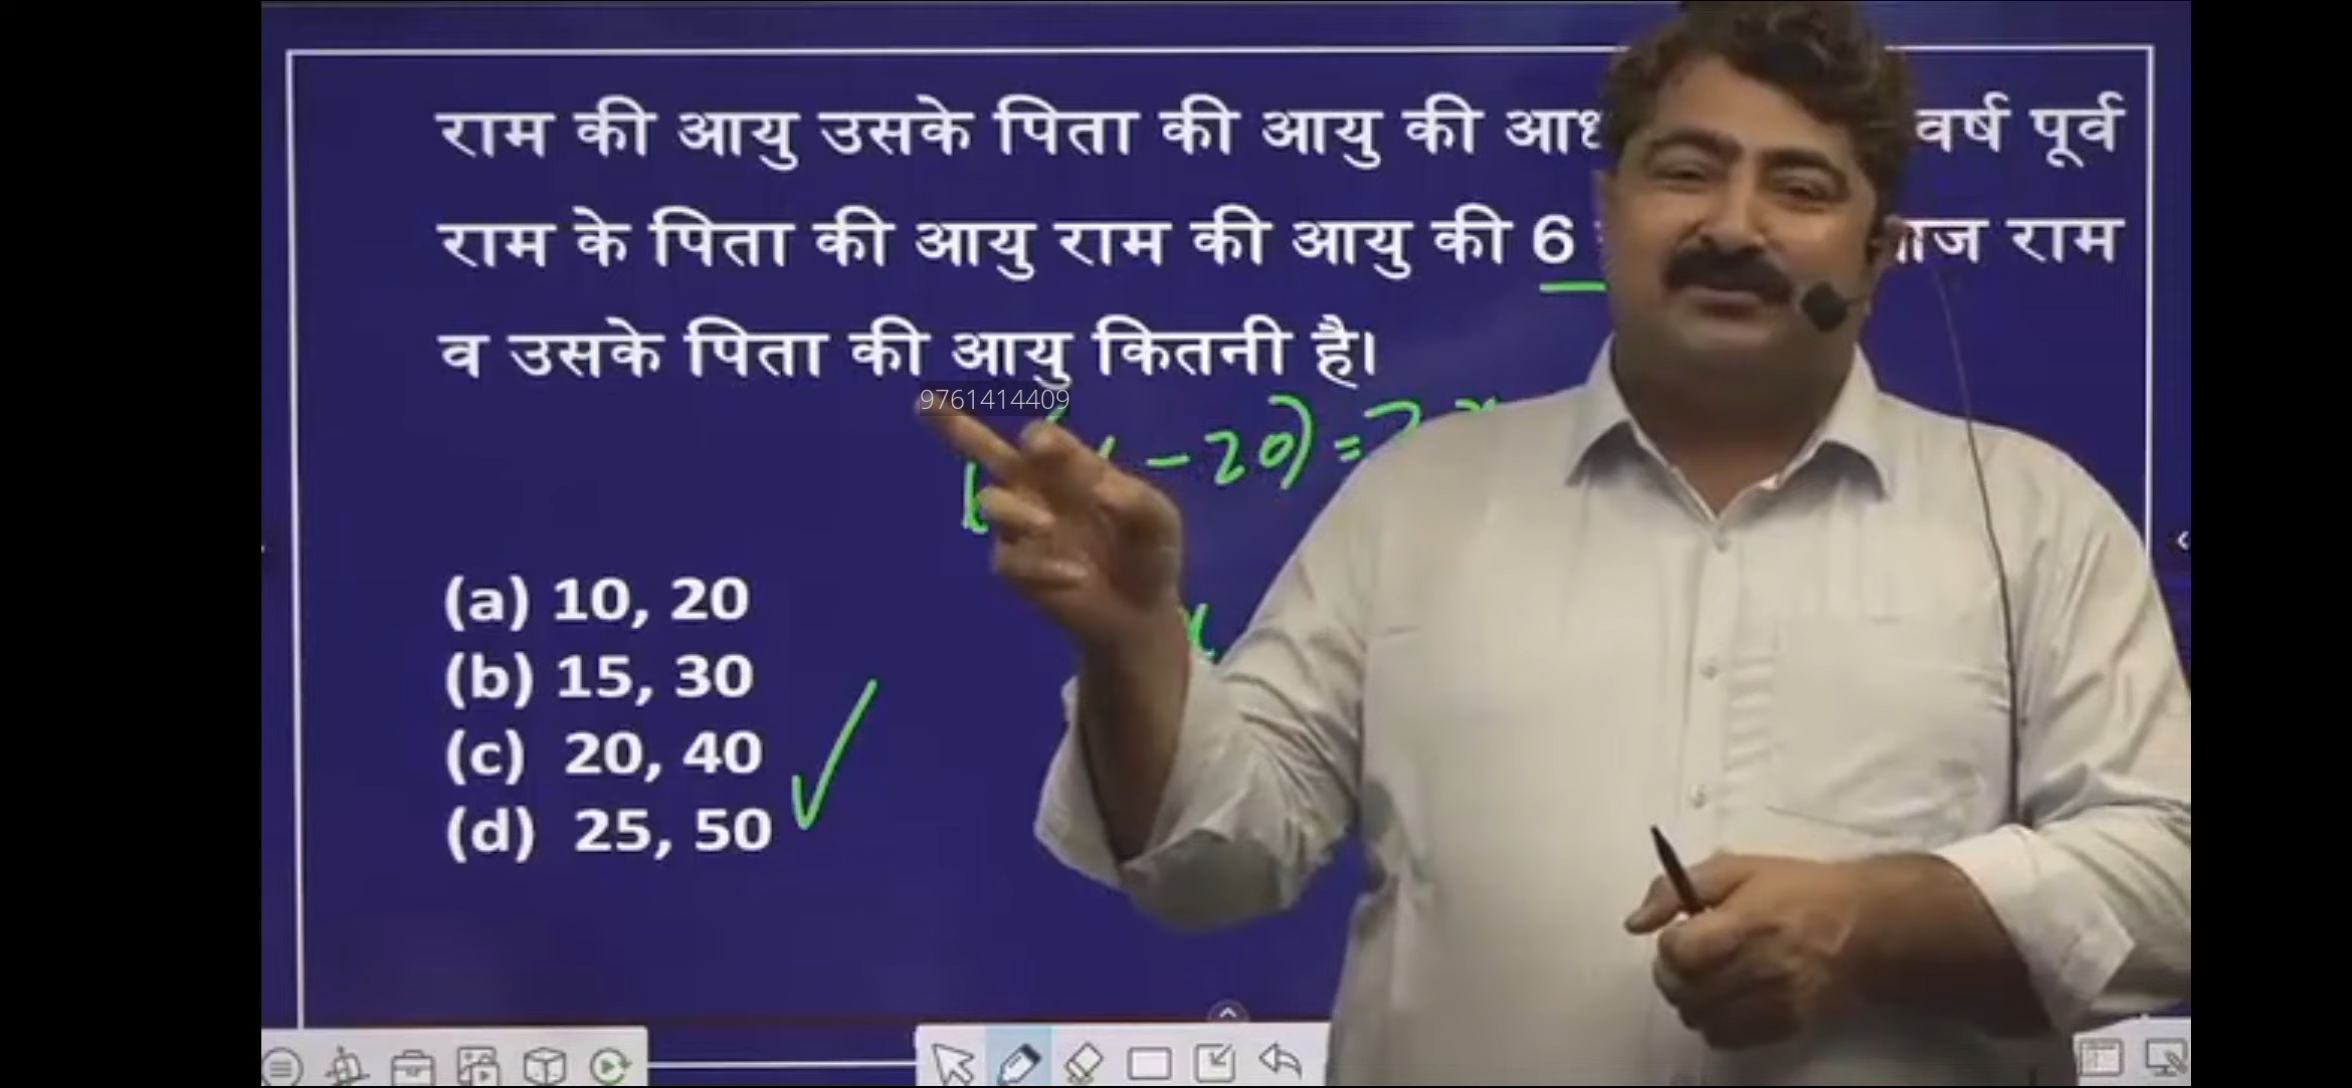 राम की आयु उसके पिता की आयु की वर्ष पूर्व
राम के पिता की आयु राम की आयु की 6 राम
व उसके पिता की आयु कितनी है।
9761414409
- 20) = 2
x
(a) 10, 20
(b) 15, 30
(c) 20, 40
(d) 25, 50